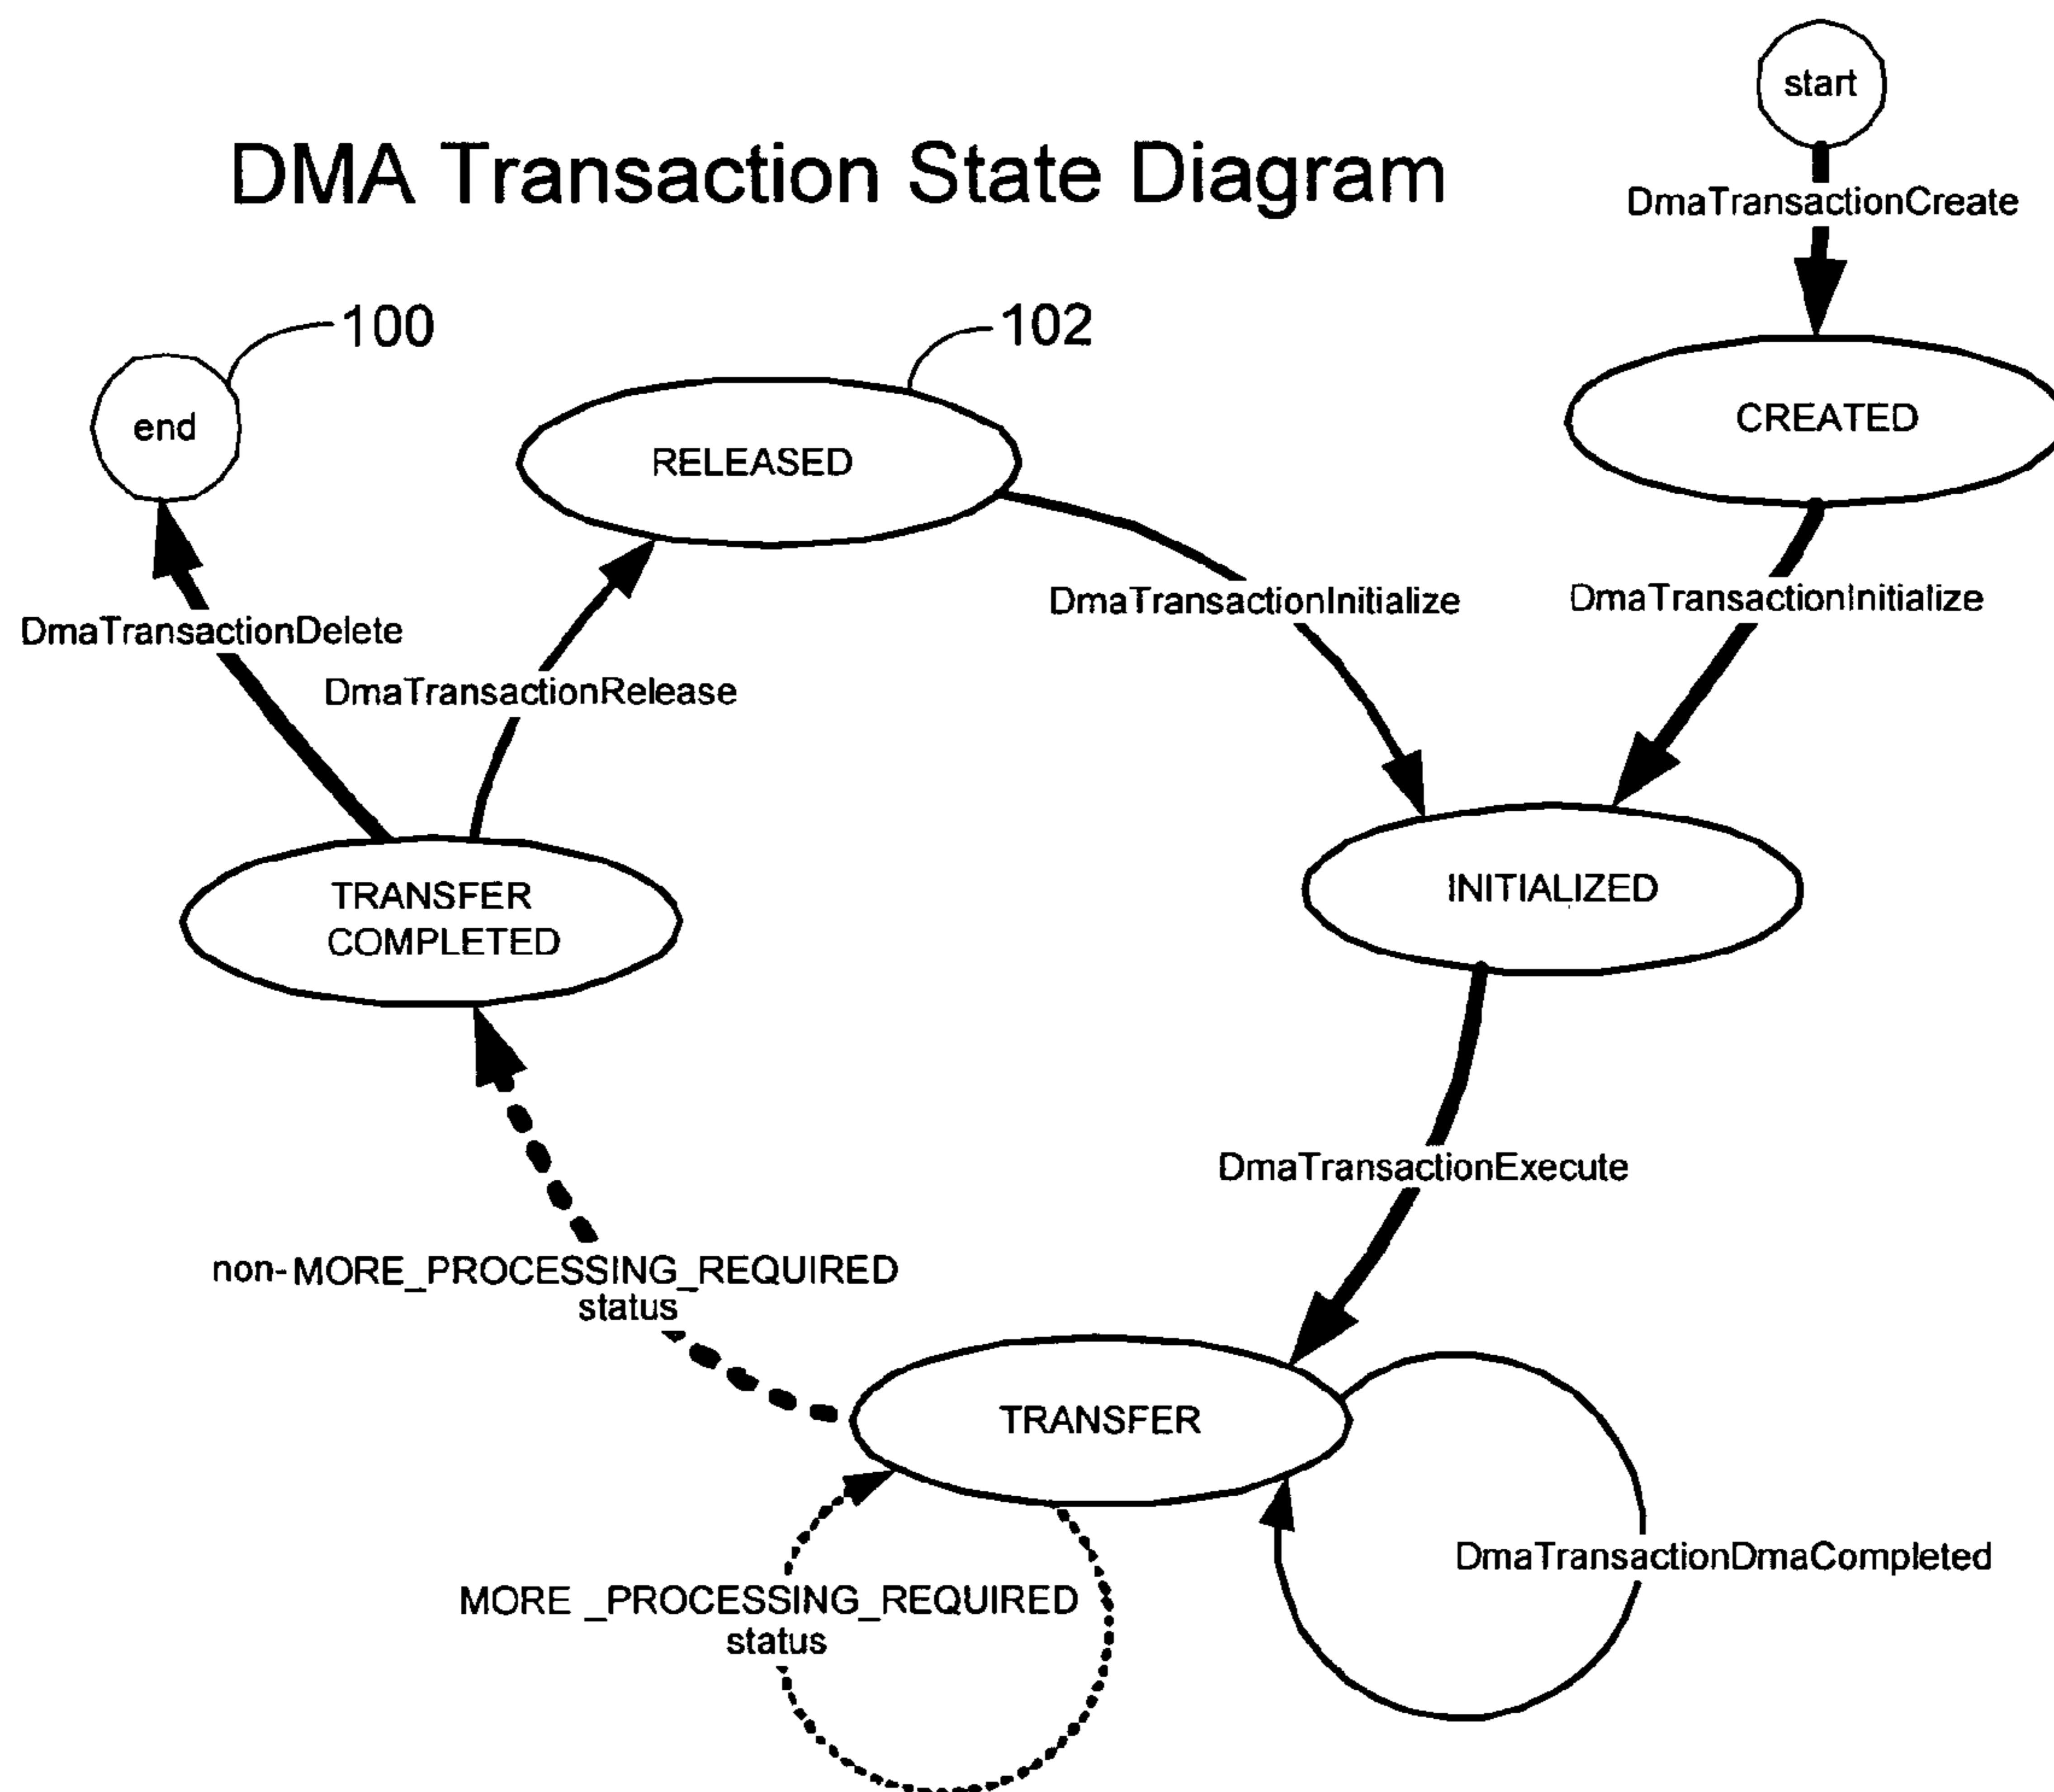 start
DMA Transaction State Diagram
DmaTransactionCreate
100
102
end
RELEASED
CREATED
DmaTransactionInitialize
DmaTransactionInitialize
DmaTransactionDelete
DmaTransactionRelease
TRANSFER
COMPLETED
INITIALIZED
DmaTransactionExecute
non-MORE_PROCESSING_REQUIRED
status
TRANSFER
DmaTransactionDmaCompleted
MORE _PROCESSING_REQUIRED
status